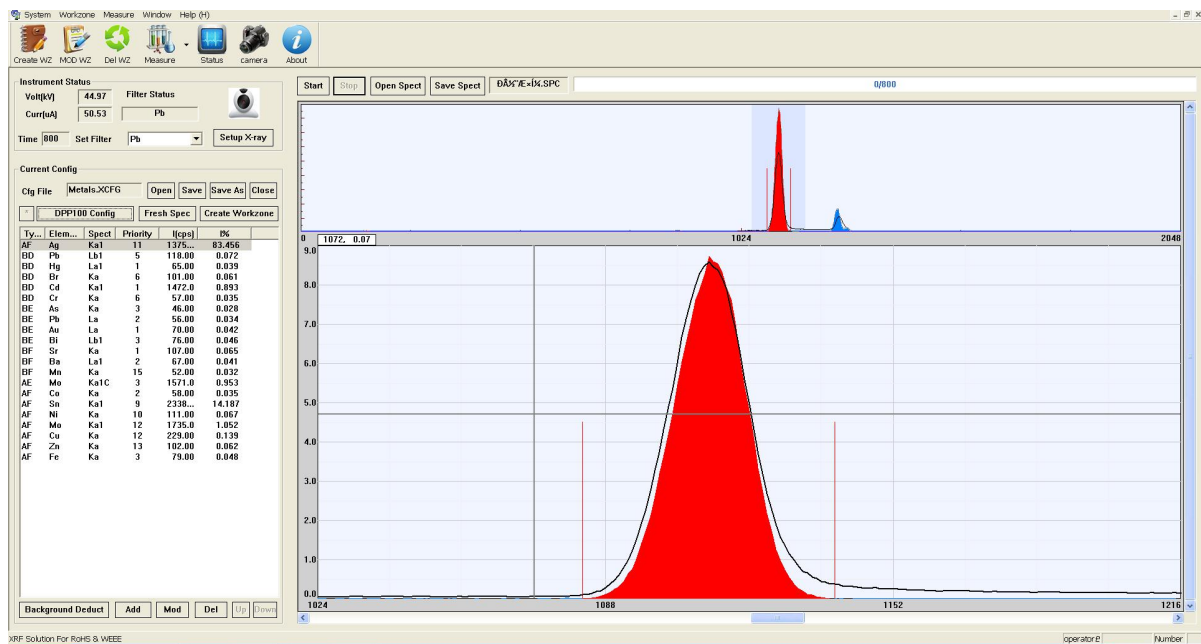 System Workzone Measure Window Help (H)
Create WZ MOD WZ Del WZ Measure Status camera About
Instrument Status
Volt(kV) 44.97 Filter Status
Curr(uA) 50.53 Pb
Time 800 Set Filter Pb Setup X-ray
Current Config
Cfg File Metals.XCFG Open Save Save As Close
* DPP100 Config Fresh Spec Create Workzone
Ty... Elem... Spect Priority I(cps) I%
AF Ag Ka1 11 1375... 83.456
BD Pb Lb1 5 118.00 0.072
BD Hg La1 1 65.00 0.039
BD Br Ka 6 101.00 0.061
BD Cd Ka1 1 1472.0 0.893
BD Cr Ka 6 57.00 0.035
BE As Ka 3 46.00 0.028
BE Pb La 2 56.00 0.034
BE Au La 1 70.00 0.042
BE Bi Lb1 3 76.00 0.046
BF Sr Ka 1 107.00 0.065
BF Ba La1 2 67.00 0.041
BF Mn Ka 15 52.00 0.032
AE Mo Ka1C 3 1571.0 0.953
AF Co Ka 2 58.00 0.035
AF Sn Ka1 9 2338... 14.187
AF Ni Ka 10 111.00 0.067
AF Mo Ka1 12 1735.0 1.052
AF Cu Ka 12 229.00 0.139
AF Zn Ka 13 102.00 0.062
AF Fe Ka 3 79.00 0.048
Background Deduct Add Mod Del Up Down
Start Stop Open Spect Save Spect ÐÂ½¨Æ×Í¼.SPC 0/800
0 1072, 0.07 1024 2048
9.0
8.0
7.0
6.0
5.0
4.0
3.0
2.0
1.0
0.0
1024 1088 1152 1216
XRF Solution For RoHS & WEEE operator Number